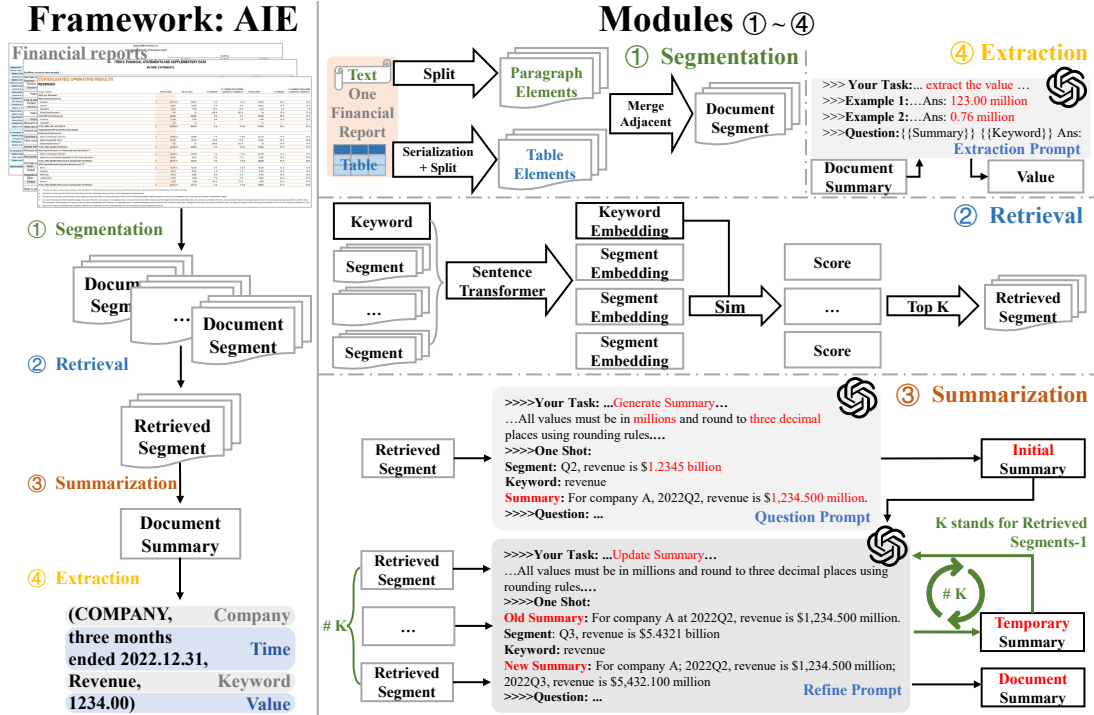 Framework: AIE
Financial reports
CONSOLIDATED OPERATING RESULTS
REVENUES
① Segmentation
Document
Segment
...
Document
Segment
② Retrieval
Retrieved
Segment
③ Summarization
Document
Summary
④ Extraction
(COMPANY, Company
three months
ended 2022.12.31, Time
Revenue, Keyword
1234.00) Value
Modules ①~④
① Segmentation
Text
One
Financial
Report
Table
Split
Paragraph
Elements
Serialization
+ Split
Table
Elements
Merge
Adjacent
Document
Segment
④ Extraction
>>> Your Task:... extract the value ...
>>>Example 1:...Ans: 123.00 million
>>>Example 2:...Ans: 0.76 million
>>>Question:{{Summary}} {{Keyword}} Ans:
Extraction Prompt
Document
Summary
Value
② Retrieval
Keyword
Segment
...
Segment
Sentence
Transformer
Keyword
Embedding
Segment
Embedding
Segment
Embedding
Segment
Embedding
Sim
Score
...
Score
Top K
Retrieved
Segment
③ Summarization
Retrieved
Segment
>>>>Your Task: ...Generate Summary...
...All values must be in millions and round to three decimal
places using rounding rules....
>>>>One Shot:
Segment: Q2, revenue is $1.2345 billion
Keyword: revenue
Summary: For company A, 2022Q2, revenue is $1,234.500 million.
>>>>Question: ...
Question Prompt
Initial
Summary
K stands for Retrieved
Segments-1
# K
Retrieved
Segment
...
Retrieved
Segment
>>>>Your Task: ...Update Summary...
...All values must be in millions and round to three decimal places using
rounding rules....
>>>>One Shot:
Old Summary: For company A at 2022Q2, revenue is $1,234.500 million.
Segment: Q3, revenue is $5.4321 billion
Keyword: revenue
New Summary: For company A; 2022Q2, revenue is $1,234.500 million;
2022Q3, revenue is $5,432.100 million
>>>>Question: ...
Refine Prompt
# K
Temporary
Summary
Document
Summary